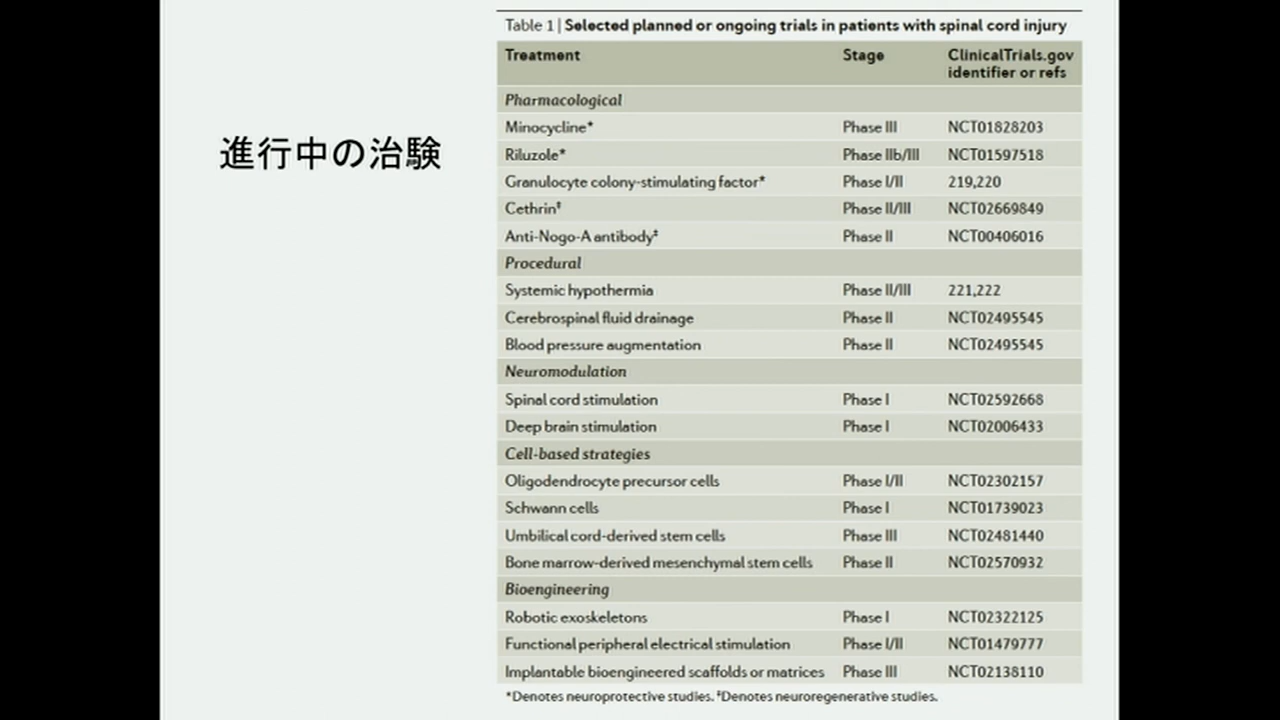 進行中の治験
Table 1 | Selected planned or ongoing trials in patients with spinal cord injury
Treatment Stage ClinicalTrials.gov identifier or refs
Pharmacological
Minocycline* Phase III NCT01828203
Riluzole* Phase IIb/III NCT01597518
Granulocyte colony-stimulating factor* Phase I/II 219,220
Cethrin‡ Phase II/III NCT02669849
Anti-Nogo-A antibody‡ Phase II NCT00406016
Procedural
Systemic hypothermia Phase II/III 221,222
Cerebrospinal fluid drainage Phase II NCT02495545
Blood pressure augmentation Phase II NCT02495545
Neuromodulation
Spinal cord stimulation Phase I NCT02592668
Deep brain stimulation Phase I NCT02006433
Cell-based strategies
Oligodendrocyte precursor cells Phase I/II NCT02302157
Schwann cells Phase I NCT01739023
Umbilical cord-derived stem cells Phase III NCT02481440
Bone marrow-derived mesenchymal stem cells Phase II NCT02570932
Bioengineering
Robotic exoskeletons Phase I NCT02322125
Functional peripheral electrical stimulation Phase I/II NCT01479777
Implantable bioengineered scaffolds or matrices Phase III NCT02138110
*Denotes neuroprotective studies. ‡Denotes neuroregenerative studies.